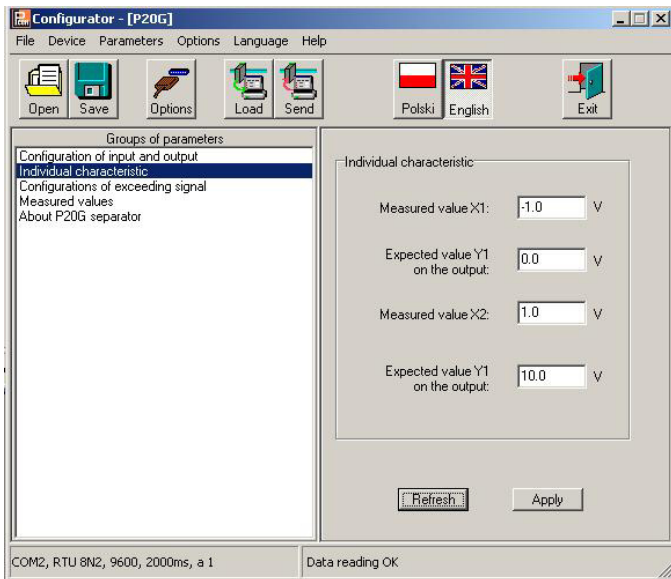 Configurator - [P20G]
File Device Parameters Options Language Help
Open Save Options Load Send Polski English Exit
Groups of parameters
Configuration of input and output
Individual characteristic
Configurations of exceeding signal
Measured values
About P20G separator
Individual characteristic
Measured value X1: -1.0 V
Expected value Y1
on the output: 0.0 V
Measured value X2: 1.0 V
Expected value Y1
on the output: 10.0 V
Refresh Apply
COM2, RTU 8N2, 9600, 2000ms, a 1 Data reading OK